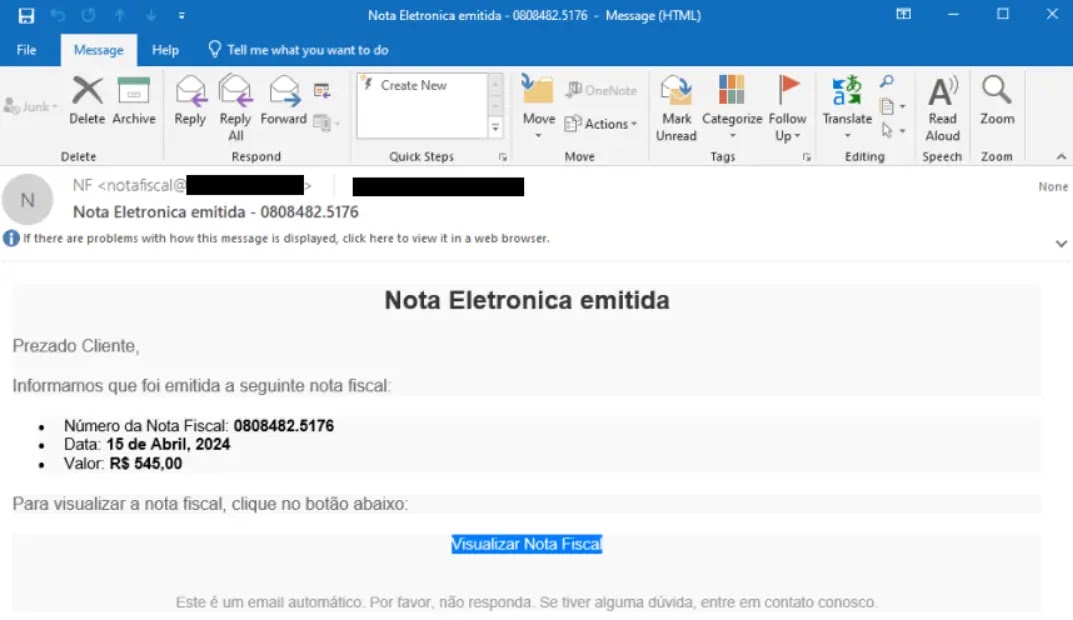 Nota Eletronica emitida - 0808482.5176 - Message (HTML)
File Message Help Tell me what you want to do
Junk
Delete Archive
Reply Reply All Forward
Create New
Move
OneNote
Actions
Mark Unread Categorize Follow Up
Translate
Read Aloud
Zoom
Delete Respond Quick Steps Move Tags Editing Speech Zoom
N
NF <notafiscal@ >
None
Nota Eletronica emitida - 0808482.5176
If there are problems with how this message is displayed, click here to view it in a web browser.
Nota Eletronica emitida
Prezado Cliente,
Informamos que foi emitida a seguinte nota fiscal:
• Número da Nota Fiscal: 0808482.5176
• Data: 15 de Abril, 2024
• Valor: R$ 545,00
Para visualizar a nota fiscal, clique no botão abaixo:
Visualizar Nota Fiscal
Este é um email automático. Por favor, não responda. Se tiver alguma dúvida, entre em contato conosco.